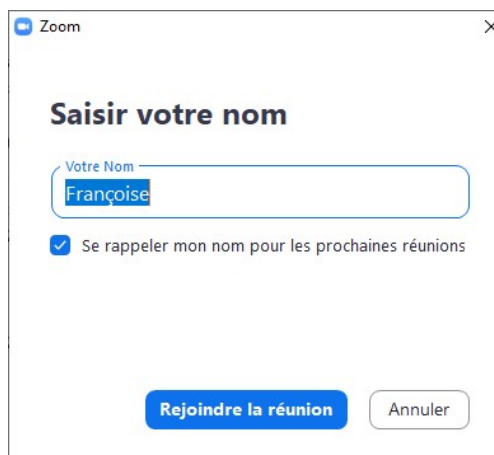 Zoom
Saisir votre nom
Votre Nom
Françoise
Se rappeler mon nom pour les prochaines réunions
Rejoindre la réunion
Annuler